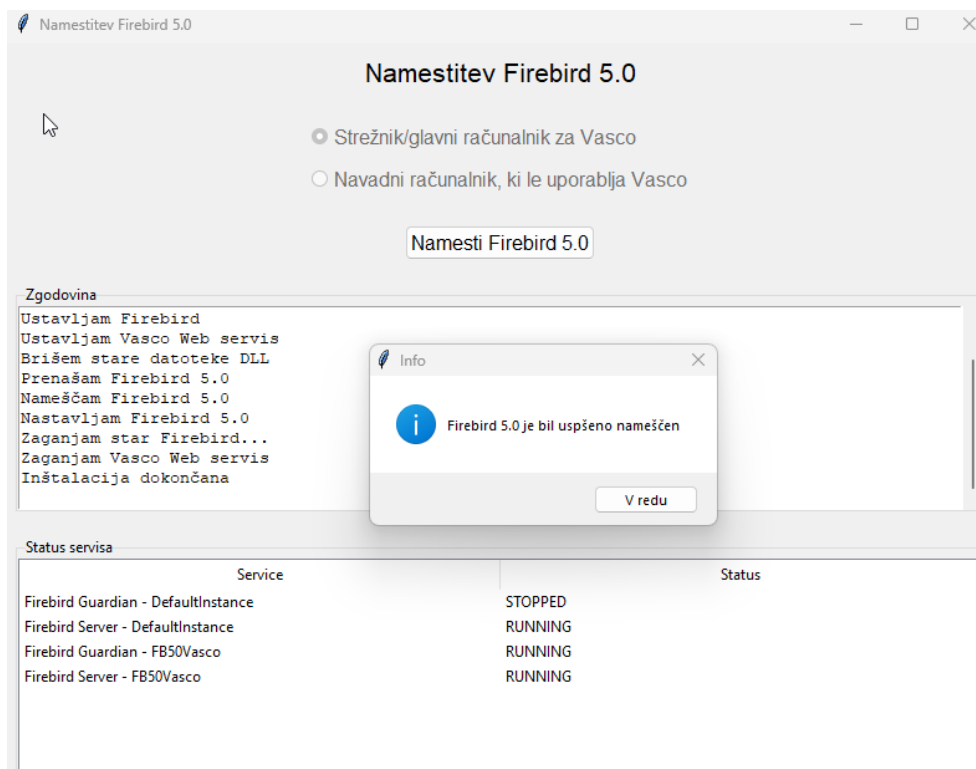 Namestitev Firebird 5.0
Namestitev Firebird 5.0
Strežnik/glavni računalnik za Vasco
Navadni računalnik, ki le uporablja Vasco
Namesti Firebird 5.0
Zgodovina
Ustavljam Firebird
Ustavljam Vasco Web servis
Brišem stare datoteke DLL
Prenašam Firebird 5.0
Nameščam Firebird 5.0
Nastavljam Firebird 5.0
Zaganjam star Firebird...
Zaganjam Vasco Web servis
Inštalacija dokončana
Info
Firebird 5.0 je bil uspšeno nameščen
V redu
Status servisa
Service Status
Firebird Guardian - DefaultInstance STOPPED
Firebird Server - DefaultInstance RUNNING
Firebird Guardian - FB50Vasco RUNNING
Firebird Server - FB50Vasco RUNNING